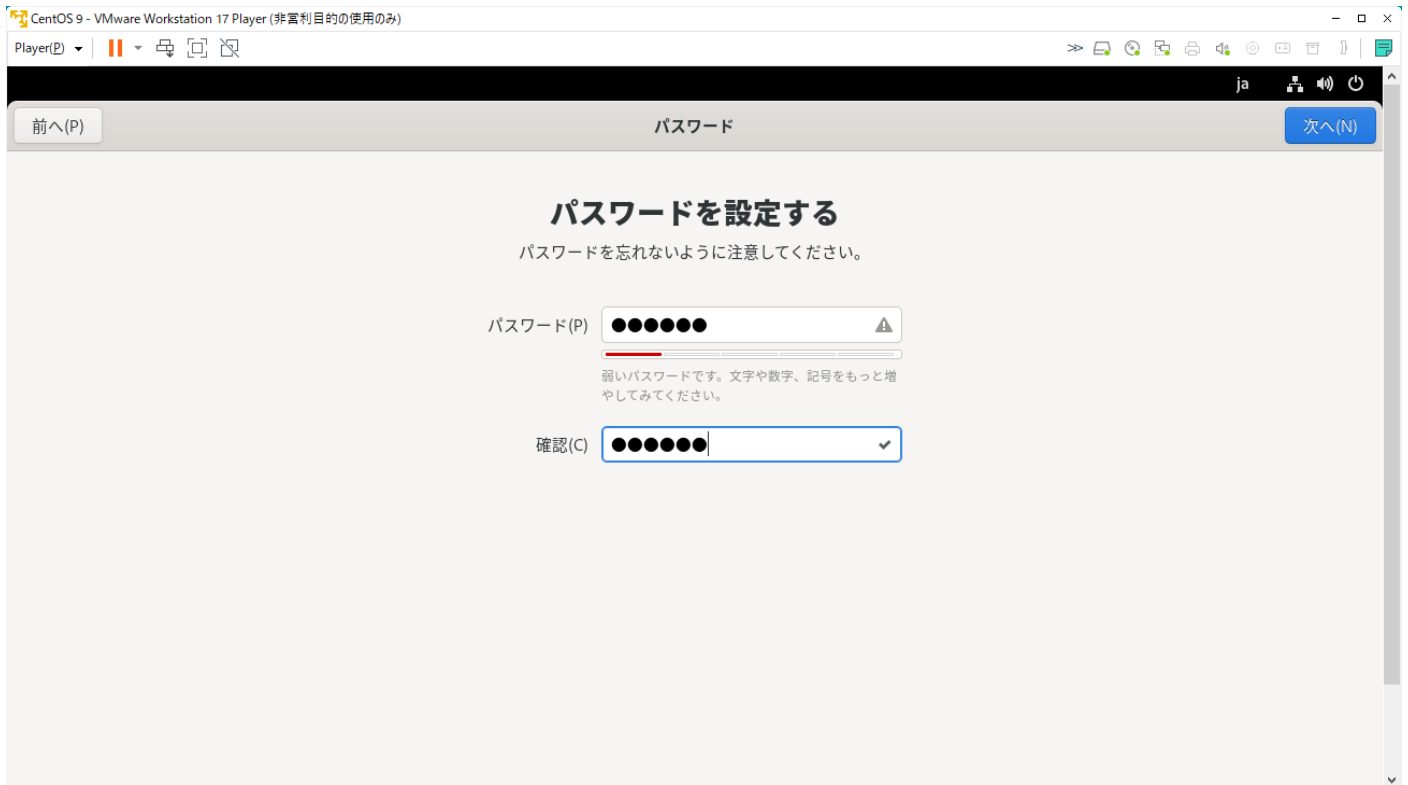 CentOS 9 - VMware Workstation 17 Player (非営利目的の使用のみ)
Player(P)
ja
前へ(P)
パスワード
次へ(N)
パスワードを設定する
パスワードを忘れないように注意してください。
パスワード(P)
弱いパスワードです。文字や数字、記号をもっと増
やしてみてください。
確認(C)